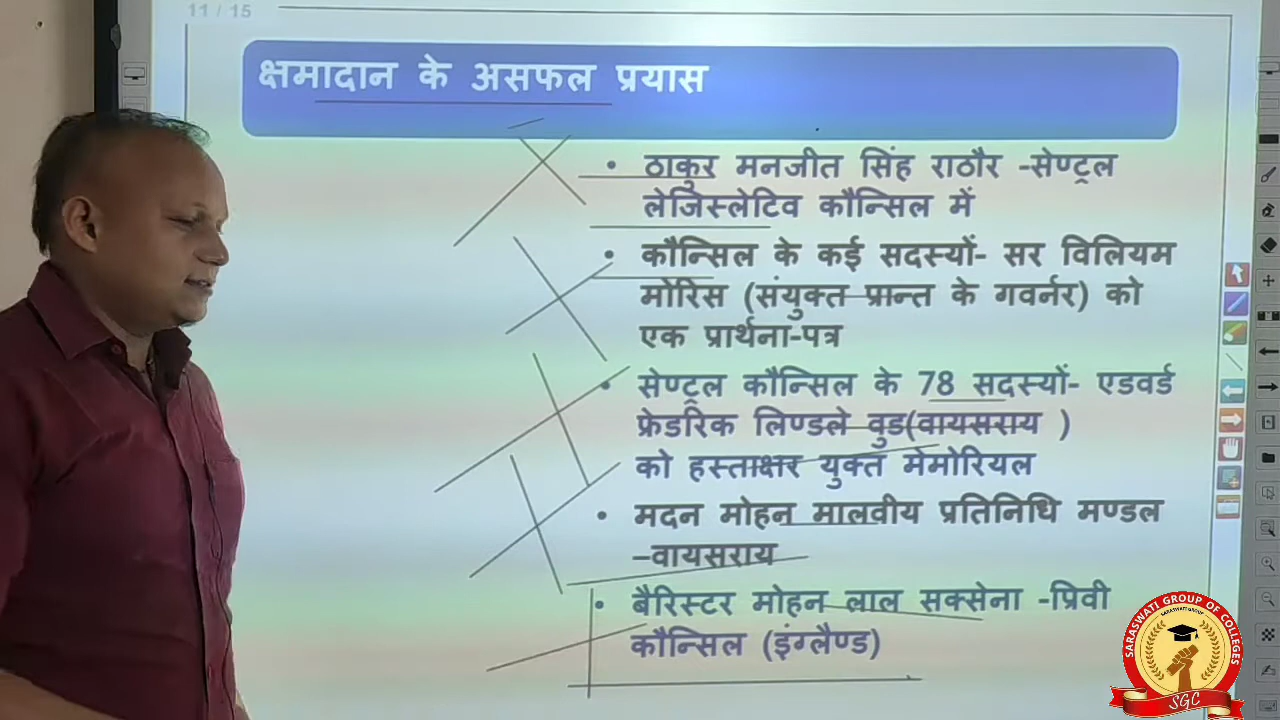 11 / 15
क्षमादान के असफल प्रयास
• ठाकुर मनजीत सिंह राठौर -सेण्ट्रल
लेजिस्लेटिव कौन्सिल में
• कौन्सिल के कई सदस्यों- सर विलियम
मोरिस (संयुक्त प्रान्त के गवर्नर) को
एक प्रार्थना-पत्र
• सेण्ट्रल कौन्सिल के 78 सदस्यों- एडवर्ड
फ्रेडरिक लिण्डले वुड(वायसराय )
को हस्ताक्षर युक्त मेमोरियल
• मदन मोहन मालवीय प्रतिनिधि मण्डल
–वायसराय
• बैरिस्टर मोहन लाल सक्सेना -प्रिवी
कौन्सिल (इंग्लैण्ड)
SARASWATI GROUP OF COLLEGES
SARASWATI GROUP
SGC